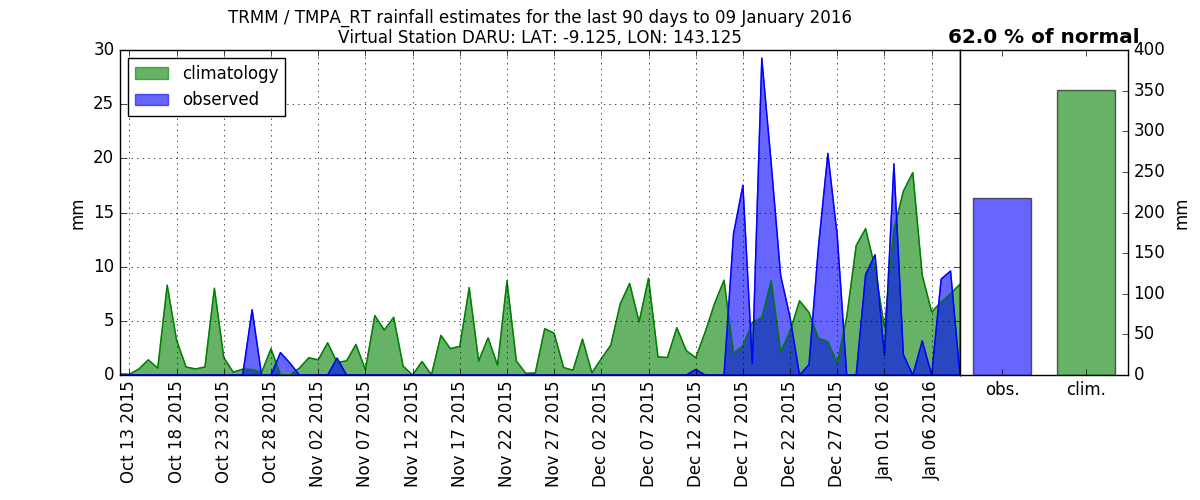 TRMM / TMPA_RT rainfall estimates for the last 90 days to 09 January 2016
Virtual Station DARU: LAT: -9.125, LON: 143.125
62.0 % of normal
climatology
observed
30
25
20
15
10
5
0
mm
400
350
300
250
200
150
100
50
0
mm
Oct 13 2015
Oct 18 2015
Oct 23 2015
Oct 28 2015
Nov 02 2015
Nov 07 2015
Nov 12 2015
Nov 17 2015
Nov 22 2015
Nov 27 2015
Dec 02 2015
Dec 07 2015
Dec 12 2015
Dec 17 2015
Dec 22 2015
Dec 27 2015
Jan 01 2016
Jan 06 2016
obs.
clim.